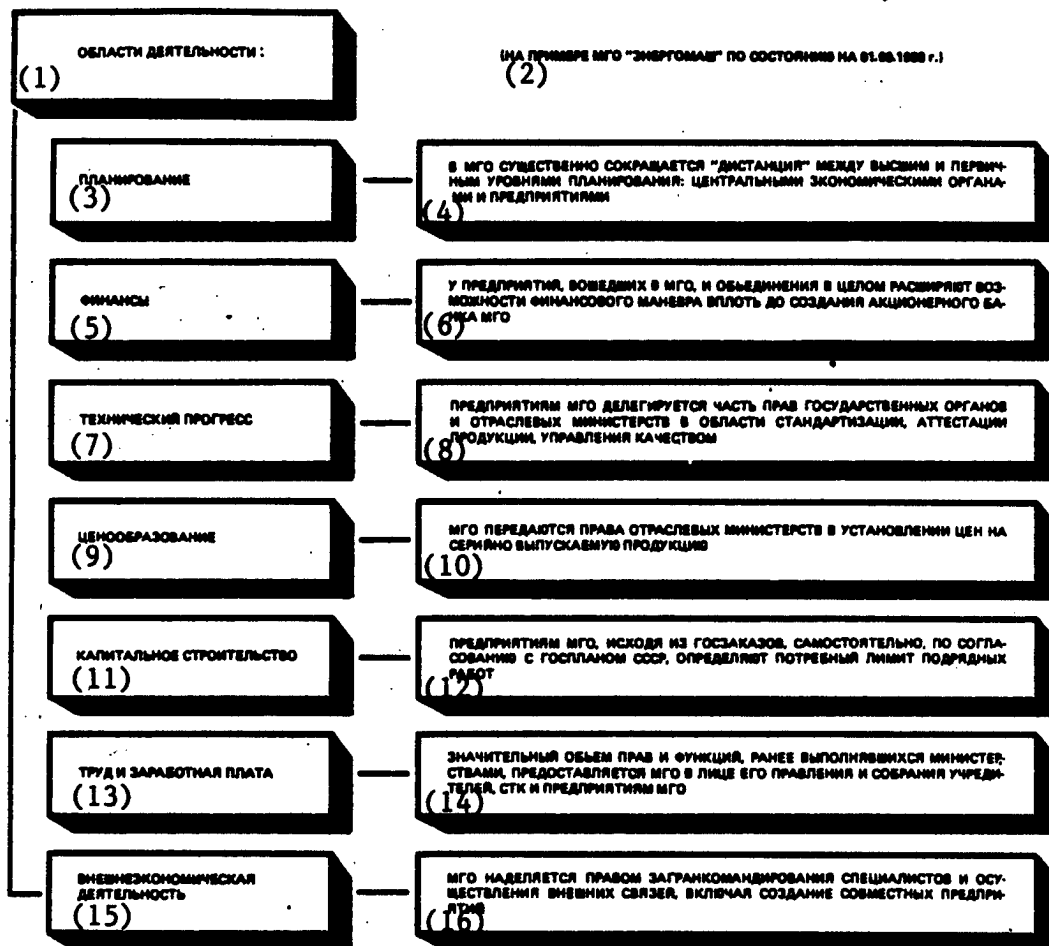 ОБЛАСТИ ДЕЯТЕЛЬНОСТИ :
(1)
(НА ПРИМЕРЕ МГО "ЭНЕРГОМАШ" ПО СОСТОЯНИЮ НА
(2)
ПЛАНИРОВАНИЕ
(3)
В МГО СУЩЕСТВЕННО СОКРАЩАЕТСЯ "ДИСТАНЦИЯ" МЕЖДУ ВЫСШИМ И ПЕРВИЧ-
НЫМ УРОВНЯМИ ПЛАНИРОВАНИЯ: ЦЕНТРАЛЬНЫМИ ЭКОНОМИЧЕСКИМИ ОРГАНА-
МИ И ПРЕДПРИЯТИЯМИ
(4)
ФИНАНСЫ
(5)
У ПРЕДПРИЯТИЙ, ВОШЕДШИХ В МГО, И ОБЪЕДИНЕНИЯ В ЦЕЛОМ РАСШИРЯЮТ ВОЗ-
МОЖНОСТИ ФИНАНСОВОГО МАНЕВРА ВПЛОТЬ ДО СОЗДАНИЯ АКЦИОНЕРНОГО БА-
НКА МГО
(6)
ТЕХНИЧЕСКИЙ ПРОГРЕСС
(7)
ПРЕДПРИЯТИЯМ МГО ДЕЛЕГИРУЕТСЯ ЧАСТЬ ПРАВ ГОСУДАРСТВЕННЫХ ОРГАНОВ
И ОТРАСЛЕВЫХ МИНИСТЕРСТВ В ОБЛАСТИ СТАНДАРТИЗАЦИИ, АТТЕСТАЦИИ
ПРОДУКЦИИ, УПРАВЛЕНИЯ КАЧЕСТВОМ
(8)
ЦЕНООБРАЗОВАНИЕ
(9)
МГО ПЕРЕДАЮТСЯ ПРАВА ОТРАСЛЕВЫХ МИНИСТЕРСТВ В УСТАНОВЛЕНИИ ЦЕН НА
СЕРИЙНО ВЫПУСКАЕМУЮ ПРОДУКЦИЮ
(10)
КАПИТАЛЬНОЕ СТРОИТЕЛЬСТВО
(11)
ПРЕДПРИЯТИЯМ МГО, ИСХОДЯ ИЗ ГОСЗАКАЗОВ, САМОСТОЯТЕЛЬНО, ПО СОГЛА-
СОВАНИЮ С ГОСПЛАНОМ СССР, ОПРЕДЕЛЯЮТ ПОТРЕБНЫЙ ЛИМИТ ПОДРЯДНЫХ
РАБОТ
(12)
ТРУД И ЗАРАБОТНАЯ ПЛАТА
(13)
ЗНАЧИТЕЛЬНЫЙ ОБЪЕМ ПРАВ И ФУНКЦИЙ, РАНЕЕ ВЫПОЛНЯВШИХСЯ МИНИСТЕР-
СТВАМИ, ПРЕДОСТАВЛЯЕТСЯ МГО В ЛИЦЕ ЕГО ПРАВЛЕНИЯ И СОБРАНИЯ УЧРЕДИ-
ТЕЛЕЙ, СТК И ПРЕДПРИЯТИЯМ МГО
(14)
ВНЕШНЕЭКОНОМИЧЕСКАЯ
ДЕЯТЕЛЬНОСТЬ
(15)
МГО НАДЕЛЯЕТСЯ ПРАВОМ ЗАГРАНКОМАНДИРОВАНИЯ СПЕЦИАЛИСТОВ И ОСУ-
ЩЕСТВЛЕНИЯ ВНЕШНИХ СВЯЗЕЙ, ВКЛЮЧАЯ СОЗДАНИЕ СОВМЕСТНЫХ ПРЕДПРИ-
ЯТИЙ
(16)